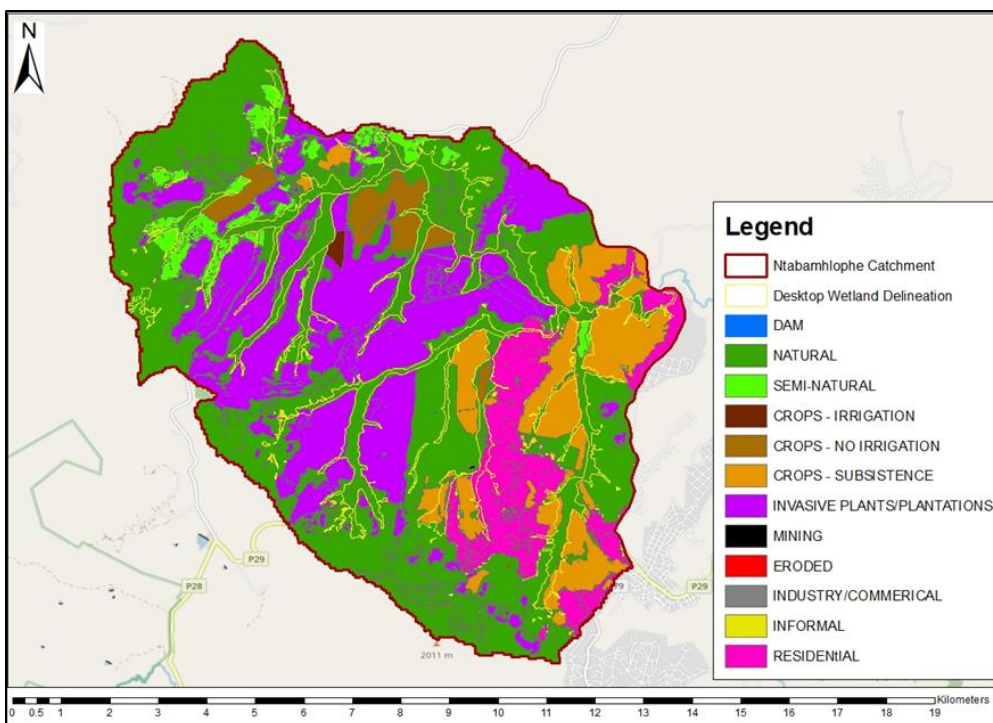 N
Legend
Ntabamhlophe Catchment
Desktop Wetland Delineation
DAM
NATURAL
SEMI-NATURAL
CROPS - IRRIGATION
CROPS - NO IRRIGATION
CROPS - SUBSISTENCE
INVASIVE PLANTS/PLANTATIONS
MINING
ERODED
INDUSTRY/COMMERICAL
INFORMAL
RESIDENtIAL
P29
P28
79
P29
2011 m
Kilometers
0 0.5 1 2 3 4 5 6 7 8 9 10 11 12 13 14 15 16 17 18 19